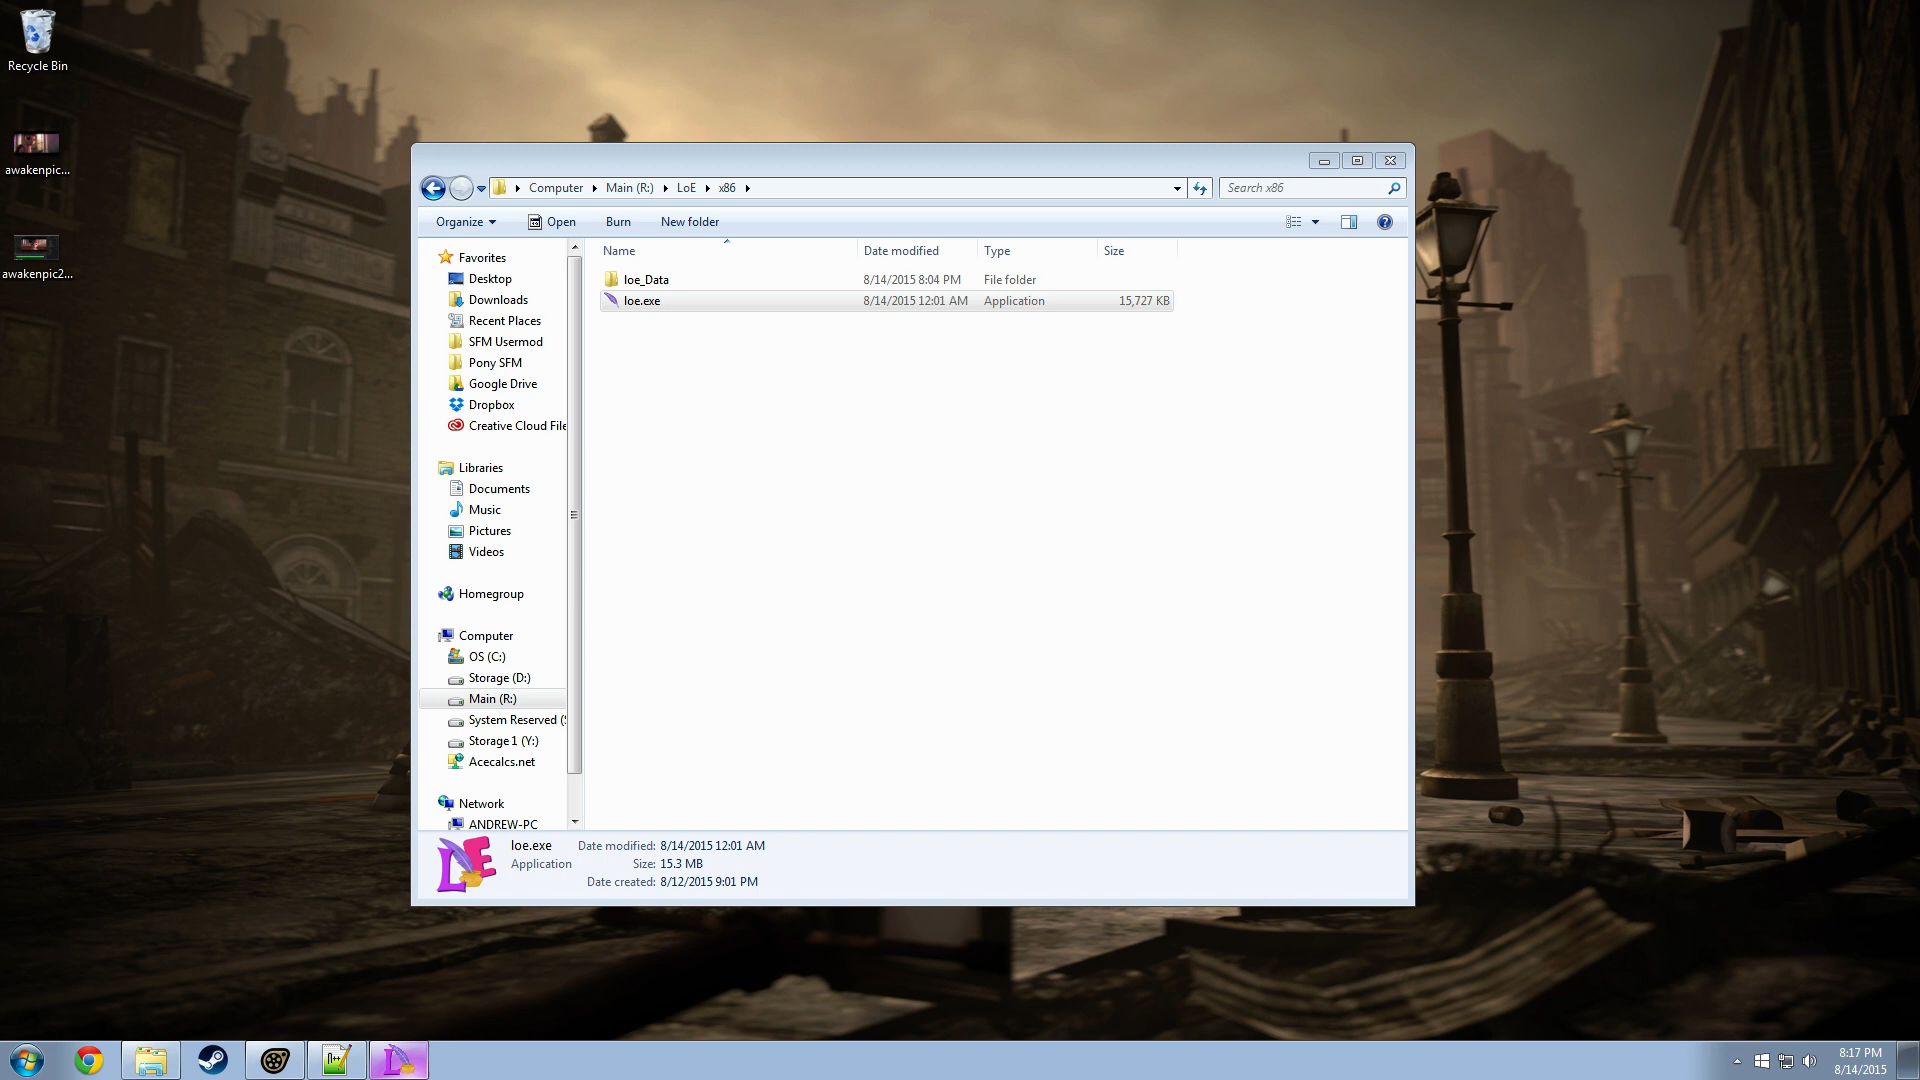 Recycle Bin
awakenpic...
awakenpic2...
Computer Main (R:) LoE x86
Search x86
Organize Open Burn New folder
Name Date modified Type Size
loe_Data 8/14/2015 8:04 PM File folder
loe.exe 8/14/2015 12:01 AM Application 15,727 KB
Favorites
Desktop
Downloads
Recent Places
SFM Usermod
Pony SFM
Google Drive
Dropbox
Creative Cloud File
Libraries
Documents
Music
Pictures
Videos
Homegroup
Computer
OS (C:)
Storage (D:)
Main (R:)
System Reserved (S
Storage 1 (Y:)
Acecalcs.net
Network
ANDREW-PC
LE
loe.exe Date modified: 8/14/2015 12:01 AM
Application Size: 15.3 MB
Date created: 8/12/2015 9:01 PM
8:17 PM
8/14/2015